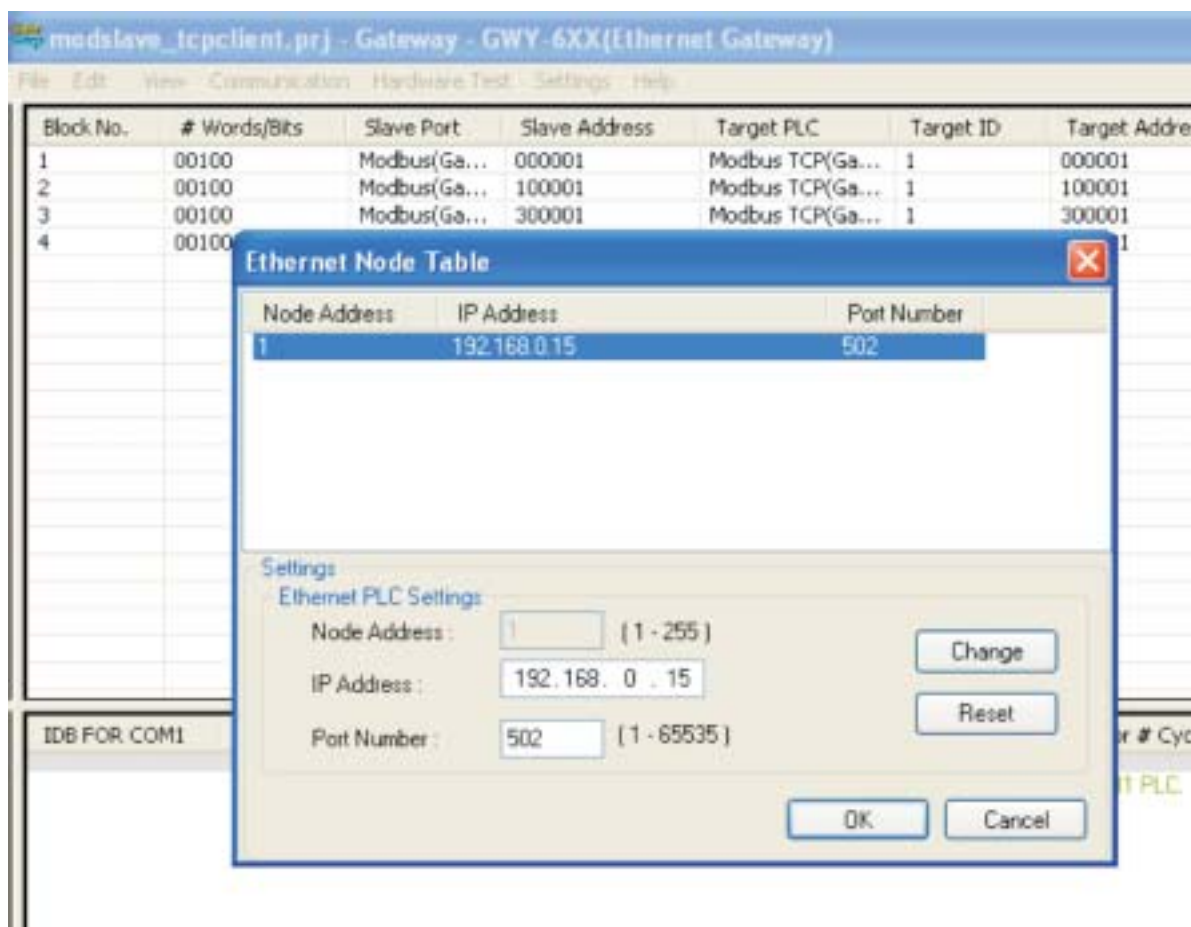 modslave_tcpclient.prj - Gateway - GWY-6XX(Ethernet Gateway)
File Edit View Communication Hardware Test Settings Help
Block No. # Words/Bits Slave Port Slave Address Target PLC Target ID Target Addre
1 00100 Modbus(Ga... 000001 Modbus TCP(Ga... 1 000001
2 00100 Modbus(Ga... 100001 Modbus TCP(Ga... 1 100001
3 00100 Modbus(Ga... 300001 Modbus TCP(Ga... 1 300001
4 00100 1
Ethernet Node Table
Node Address IP Address Port Number
1 192.168.0.15 502
Settings
Ethernet PLC Settings
Node Address : 1 ( 1 - 255 )
Change
IP Address : 192 . 168 . 0 . 15
Reset
Port Number : 502 ( 1 - 65535 )
IDB FOR COM1 or # Cyc
1 PLC.
OK Cancel